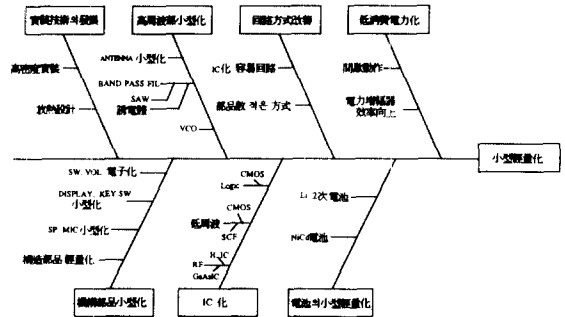 實裝技術의發展
高周波部小型化
回路方式改善
低消費電力化
ANTENNA 小型化
高密度實裝
IC化 容易回路
間歇動作
BAND PASS FIL
SAW
誘電體
放熱設計
部品數 적은 方式
電力增幅器
效率向上
VCO
小型輕量化
SW, VOL 電子化
CMOS
Logic
DISPLAY, KEY SW
小型化
Li 2次 電池
CMOS
低周波
SCF
SP MIC 小型化
NiCd電池
H.IC
RF
GaAsIC
構造部品 輕量化
機構部品小型化
IC 化
電池의小型輕量化